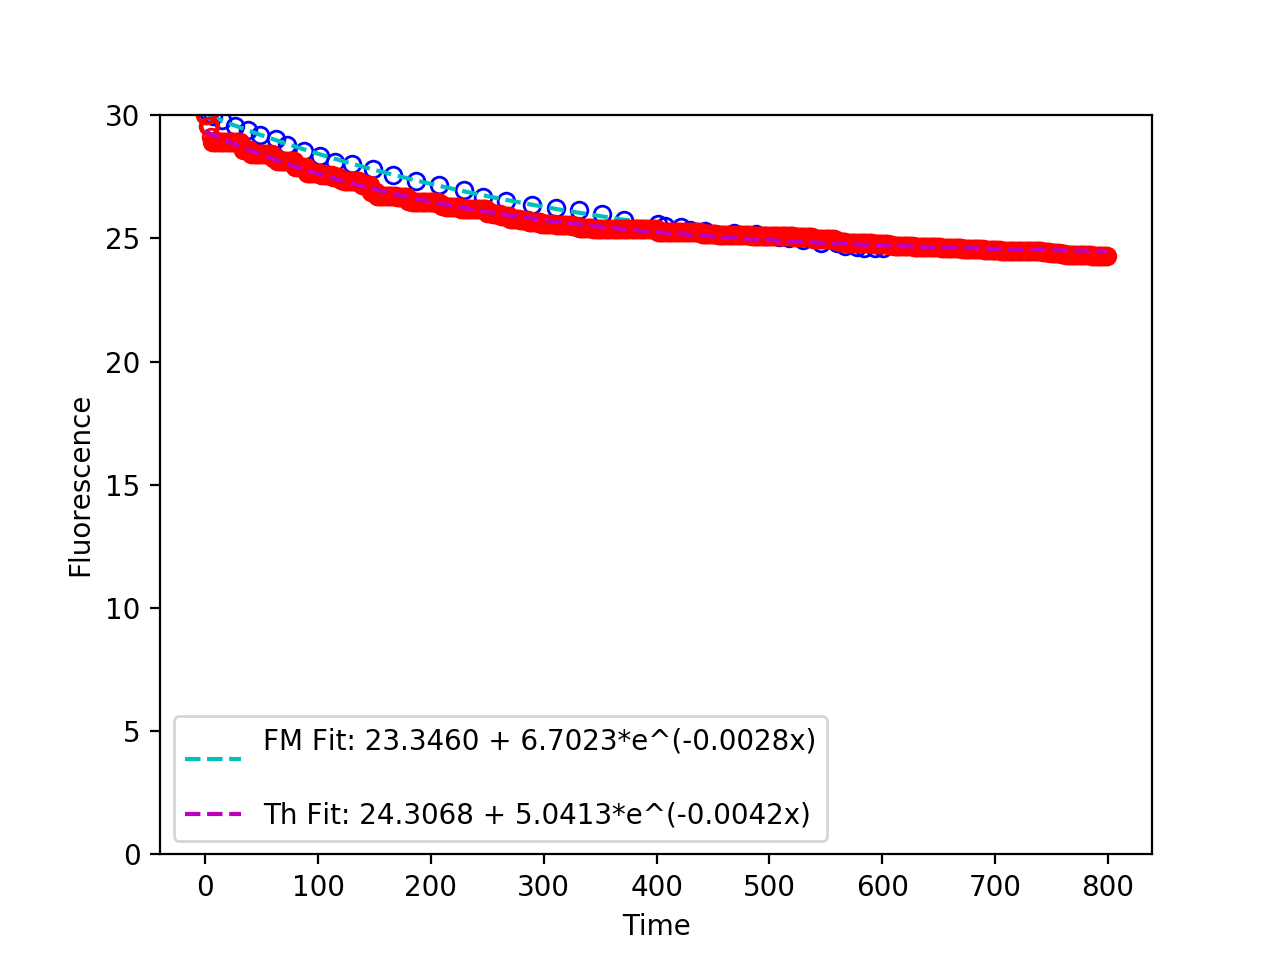 30
25
20
15
10
5
0
Fluorescence
FM Fit: 23.3460 + 6.7023*e^(-0.0028x)
Th Fit: 24.3068 + 5.0413*e^(-0.0042x)
0 100 200 300 400 500 600 700 800
Time